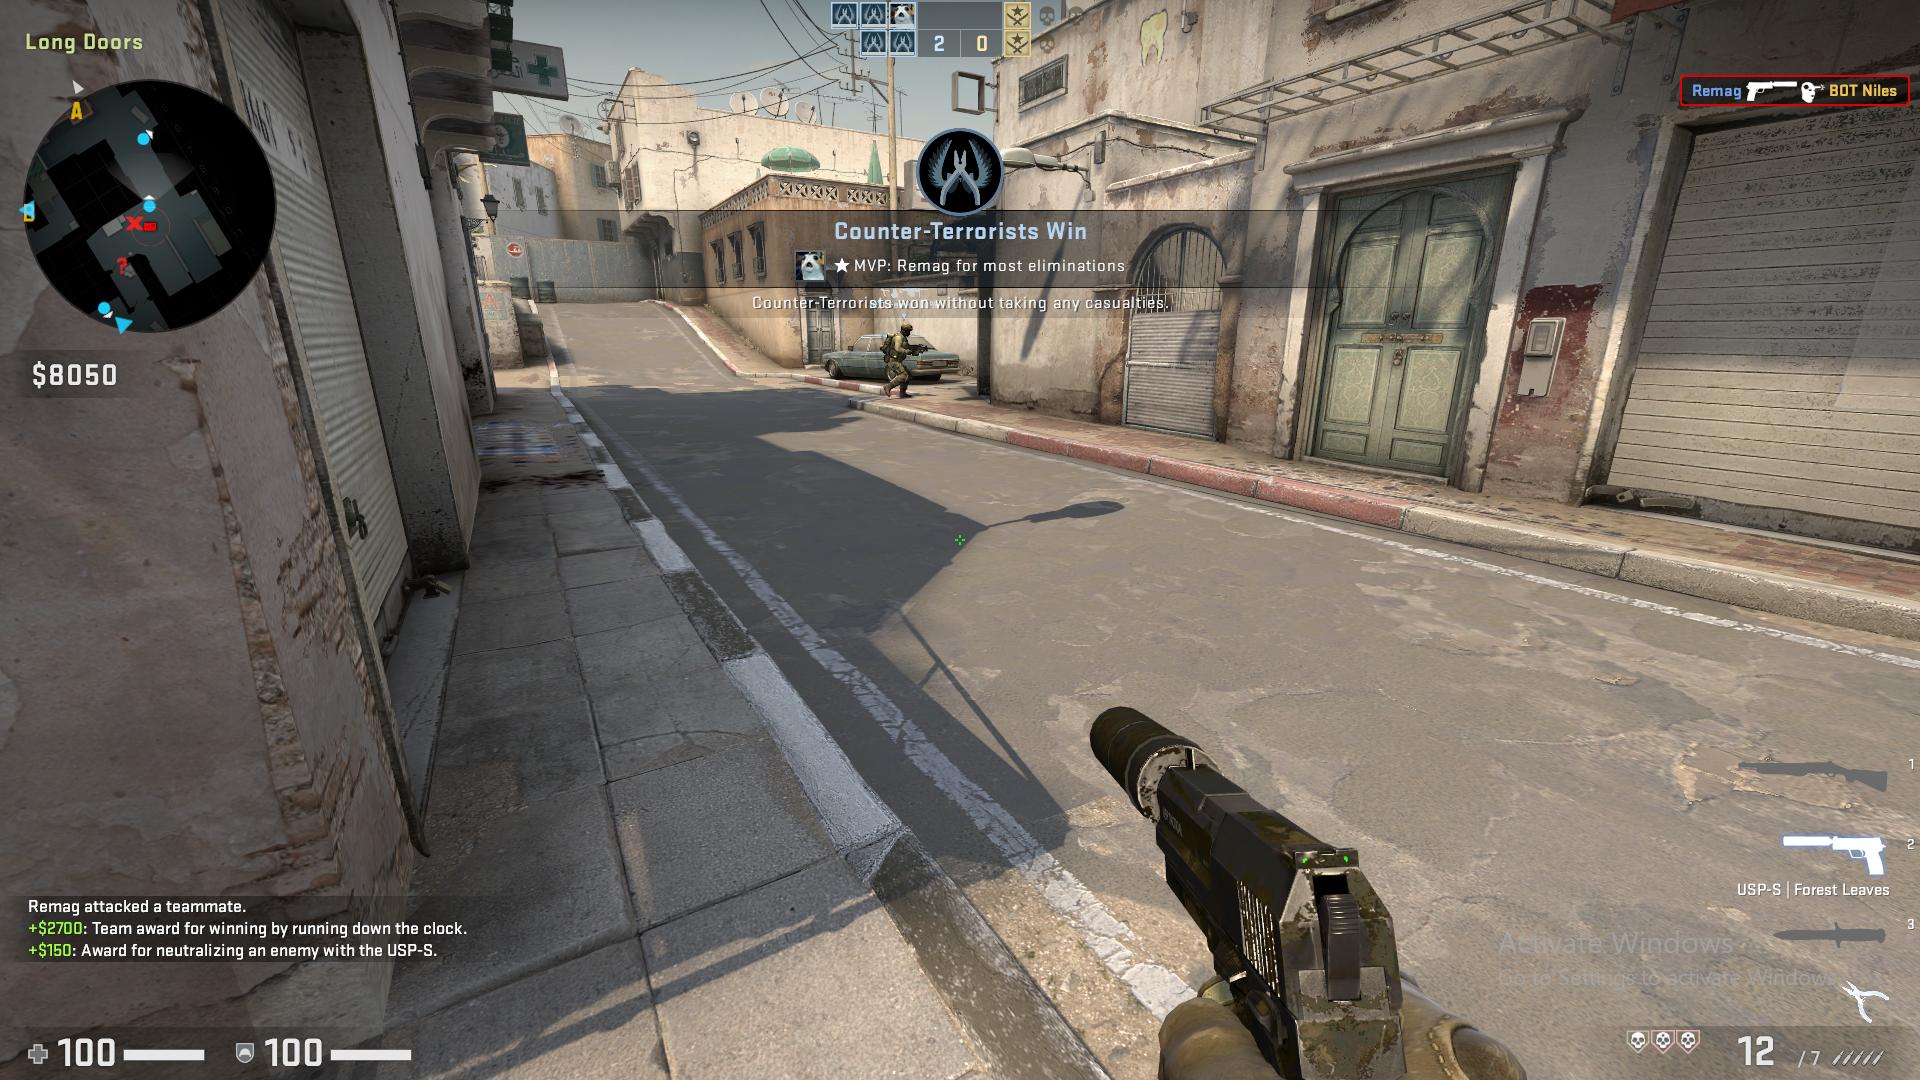 Long Doors
2 0
Remag BOT Niles
A
Counter-Terrorists Win
MVP: Remag for most eliminations
Counter-Terrorists won without taking any casualties.
?
$8050
1
2
USP-S | Forest Leaves
3
Remag attacked a teammate.
+$2700: Team award for winning by running down the clock.
+$150: Award for neutralizing an enemy with the USP-S.
Activate Windows
Go to Settings to activate Windows.
100 100
12 / 7